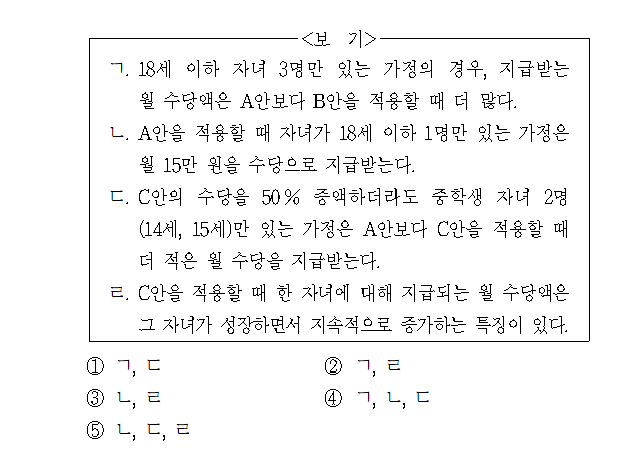 <보 기>
ㄱ. 18세 이하 자녀 3명만 있는 가정의 경우, 지급받는
월 수당액은 A안보다 B안을 적용할 때 더 많다.
ㄴ. A안을 적용할 때 자녀가 18세 이하 1명만 있는 가정은
월 15만 원을 수당으로 지급받는다.
ㄷ. C안의 수당을 50% 증액하더라도 중학생 자녀 2명
(14세, 15세)만 있는 가정은 A안보다 C안을 적용할 때
더 적은 월 수당을 지급받는다.
ㄹ. C안을 적용할 때 한 자녀에 대해 지급되는 월 수당액은
그 자녀가 성장하면서 지속적으로 증가하는 특징이 있다.
① ㄱ, ㄷ ② ㄱ, ㄹ
③ ㄴ, ㄹ ④ ㄱ, ㄴ, ㄷ
⑤ ㄴ, ㄷ, ㄹ